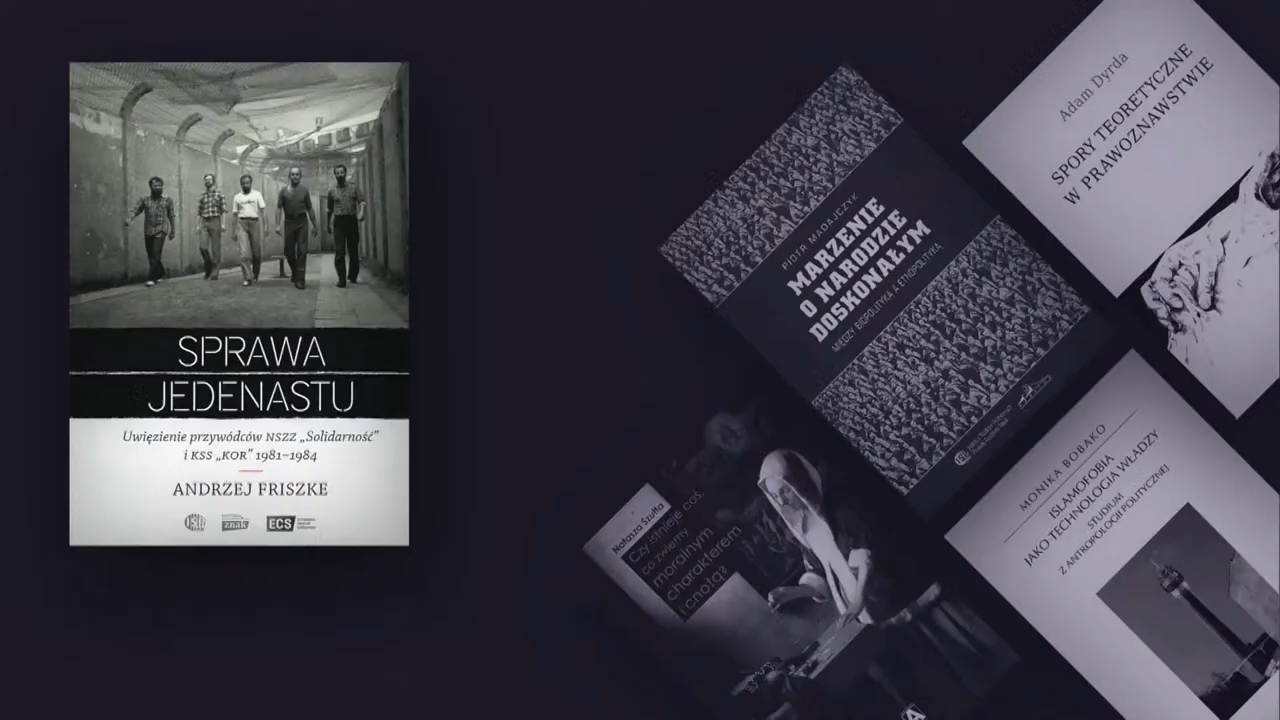 SPRAWA
JEDENASTU
Uwięzienie przywódców NSZZ „Solidarność”
i KSS „KOR” 1981–1984
ANDRZEJ FRISZKE
znak
ECS
PIOTR MADAJCZYK
MARZENIE
O NARODZIE
DOSKONAŁYM
MIĘDZY BIOPOLITYKĄ A ETNOPOLITYKĄ
Adam Dyrda
SPORY TEORETYCZNE
W PRAWOZNAWSTWIE
Natasza Szutta
Czy istnieje coś,
co zwiemy
moralnym
charakterem
i cnotą?
MONIKA BOBAKO
ISLAMOFOBIA
JAKO TECHNOLOGIA WŁADZY
STUDIUM
Z ANTROPOLOGII POLITYCZNEJ